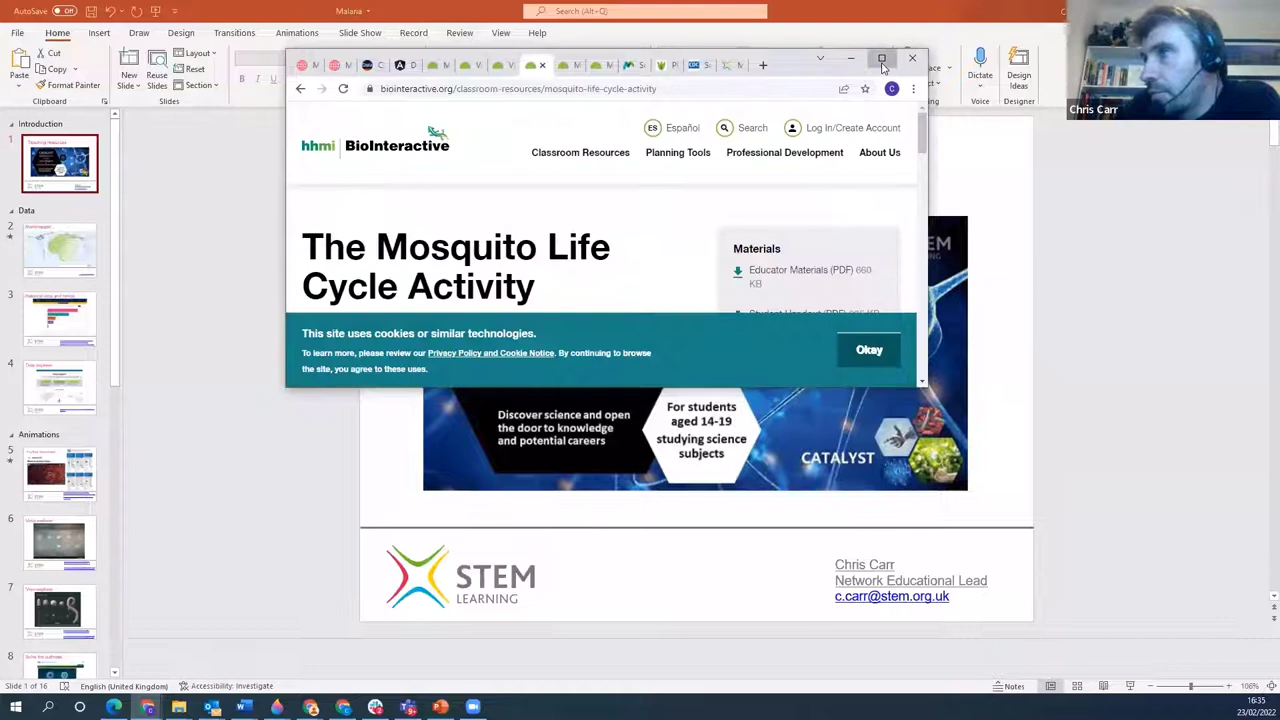 AutoSave
Off
Malaria
Search
File
Home
Insert
Draw
Design
Transitions
Animations
Slide Show
Record
Review
View
Help
Paste
Cut
Copy
Format Painter
Clipboard
New
Reuse
Layout
Reset
Section
B I U
Dictate
Voice
Design
Ideas
Designer
Chris Carr
biointeractive.org/classroom-resources/mosquito-life-cycle-activity
hhmi BioInteractive
ES Español
Search
Log In/Create Account
Classroom Resources
Planning Tools
Professional Development
About Us
The Mosquito Life
Cycle Activity
Materials
Educator Materials (PDF) 660
KB
This site uses cookies or similar technologies.
To learn more, please review our Privacy Policy and Cookie Notice. By continuing to browse
the site, you agree to these uses.
Okay
Discover science and open
the door to knowledge
and potential careers
For students
aged 14-19
studying science
subjects
CATALYST
STEM
LEARNING
Chris Carr
Network Educational Lead
c.carr@stem.org.uk
Introduction
1
Data
2
Animations
5
6
7
8
Slide 1 of 16
English (United Kingdom)
Accessibility: Investigate
Notes
106%
16:35
23/02/2022